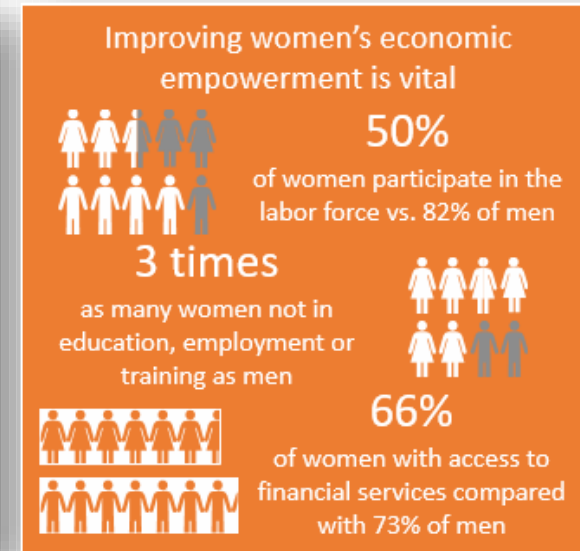 Improving women's economic
empowerment is vital
50%
of women participate in the
labor force vs. 82% of men
3 times
as many women not in
education, employment or
training as men
66%
of women with access to
financial services compared
with 73% of men